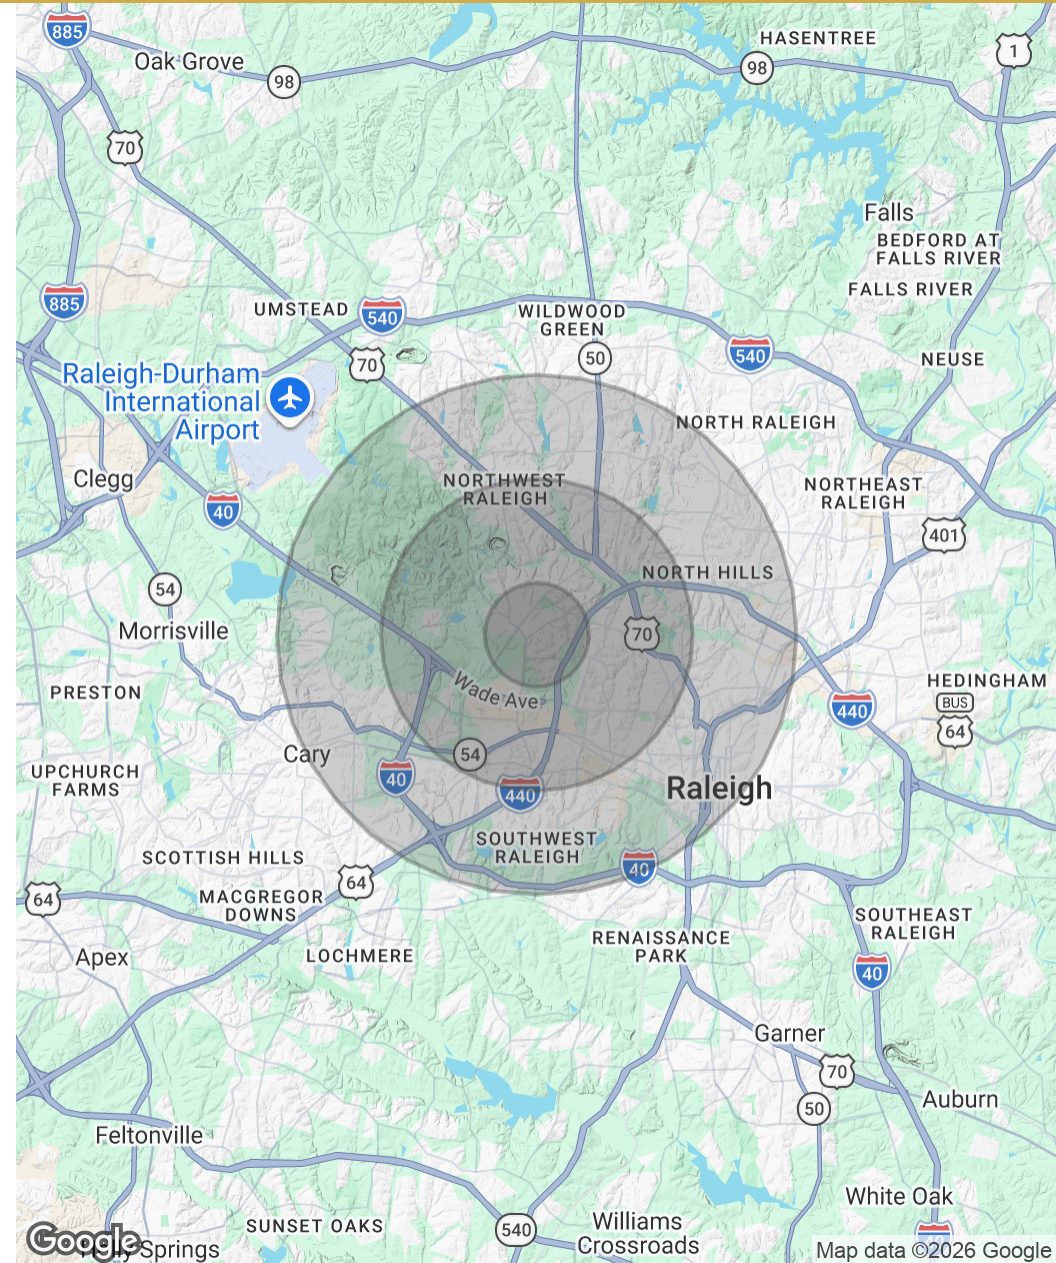 885
Oak Grove
98
HASENTREE
98
1
70
Falls
BEDFORD AT
FALLS RIVER
FALLS RIVER
885
UMSTEAD
540
WILDWOOD
GREEN
50
540
NEUSE
70
Raleigh-Durham
International
Airport
NORTH RALEIGH
Clegg
NORTHWEST
RALEIGH
NORTHEAST
RALEIGH
40
401
54
NORTH HILLS
Morrisville
70
PRESTON
Wade Ave
HEDINGHAM
BUS
64
440
Cary
54
UPCHURCH
FARMS
40
440
Raleigh
SOUTHWEST
RALEIGH
SCOTTISH HILLS
40
64
64
MACGREGOR
DOWNS
SOUTHEAST
RALEIGH
RENAISSANCE
PARK
Apex
LOCHMERE
40
Garner
70
50
Auburn
Feltonville
White Oak
SUNSET OAKS
540
Williams
Crossroads
40
Google
Holly Springs
Map data ©2026 Google